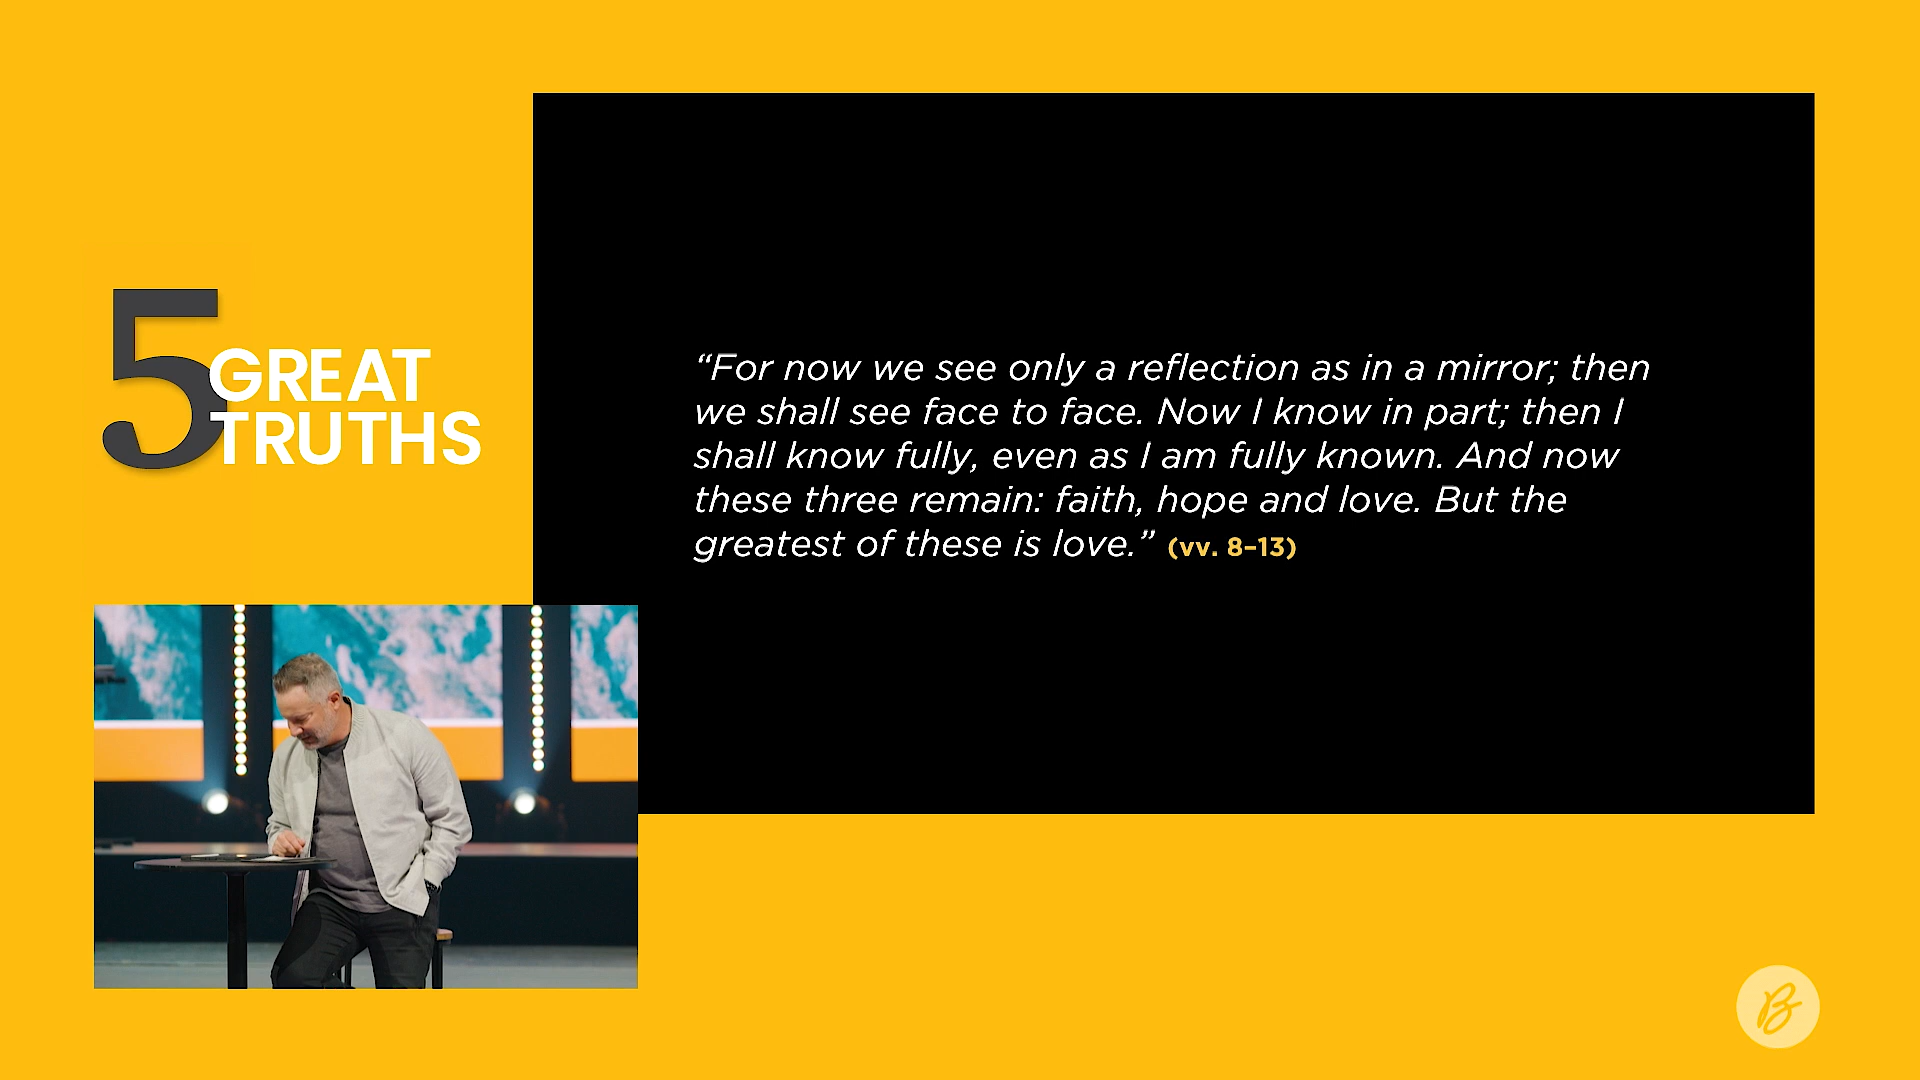 5 GREAT
TRUTHS
“For now we see only a reflection as in a mirror; then
we shall see face to face. Now I know in part; then I
shall know fully, even as I am fully known. And now
these three remain: faith, hope and love. But the
greatest of these is love.” (vv. 8–13)
B